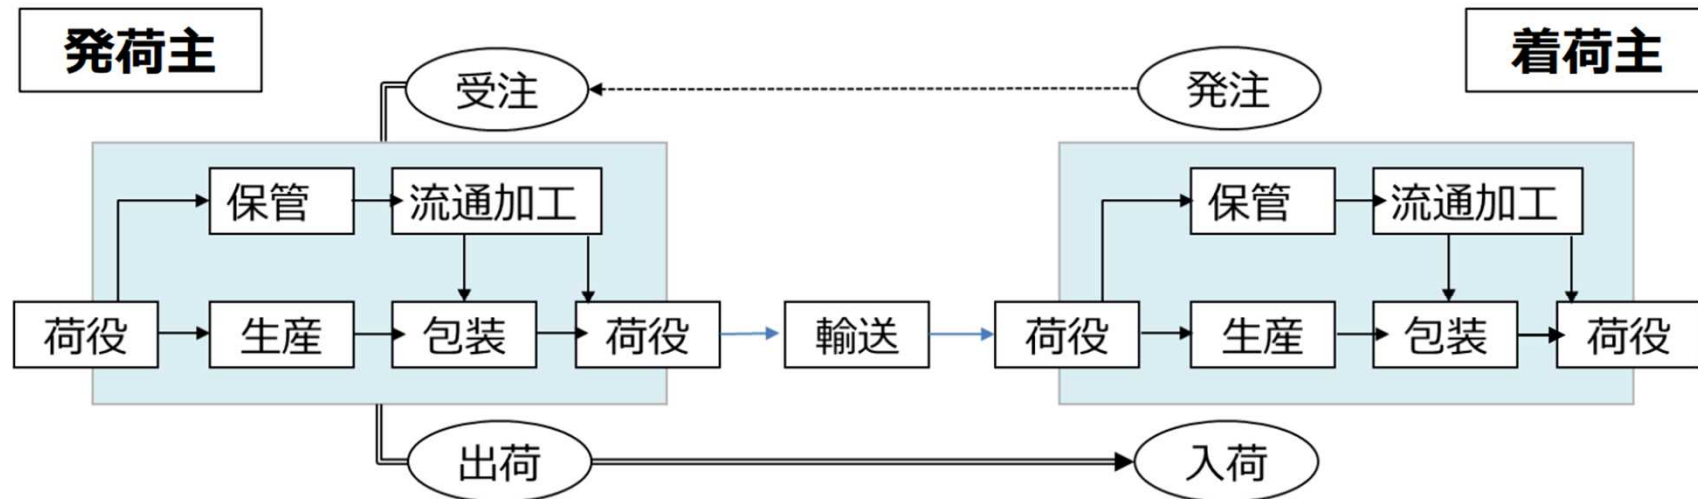 発荷主
着荷主
受注
発注
保管
流通加工
保管
流通加工
荷役
生産
包装
荷役
輸送
荷役
生産
包装
荷役
出荷
入荷